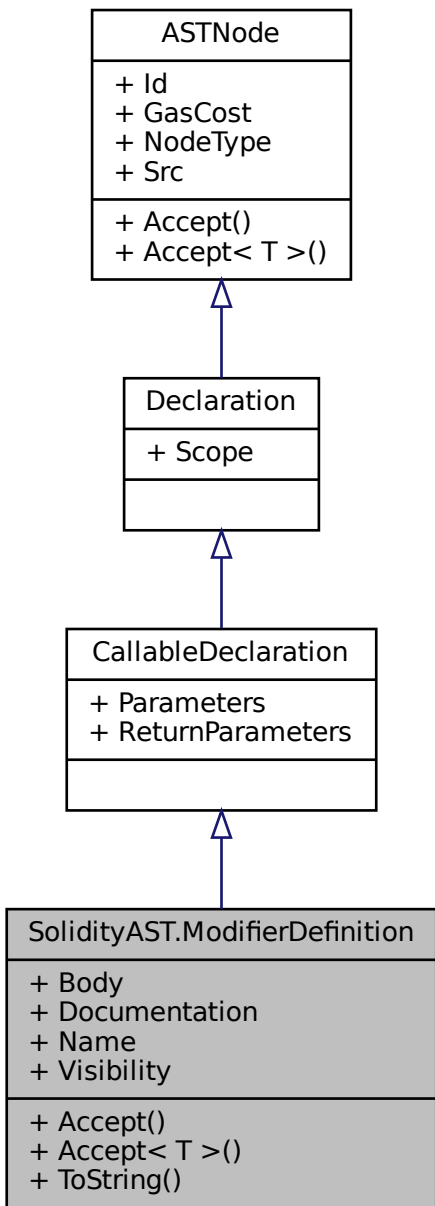 ASTNode
+ Id
+ GasCost
+ NodeType
+ Src
+ Accept()
+ Accept< T >()
Declaration
+ Scope
CallableDeclaration
+ Parameters
+ ReturnParameters
SolidityAST.ModifierDefinition
+ Body
+ Documentation
+ Name
+ Visibility
+ Accept()
+ Accept< T >()
+ ToString()